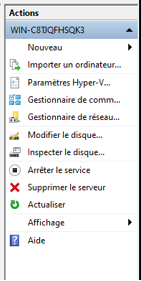 Actions
WIN-C8TJQFHSQK3
Nouveau
Importer un ordinateur...
Paramètres Hyper-V...
Gestionnaire de comm...
Gestionnaire de réseau...
Modifier le disque...
Inspecter le disque...
Arrêter le service
Supprimer le serveur
Actualiser
Affichage
Aide